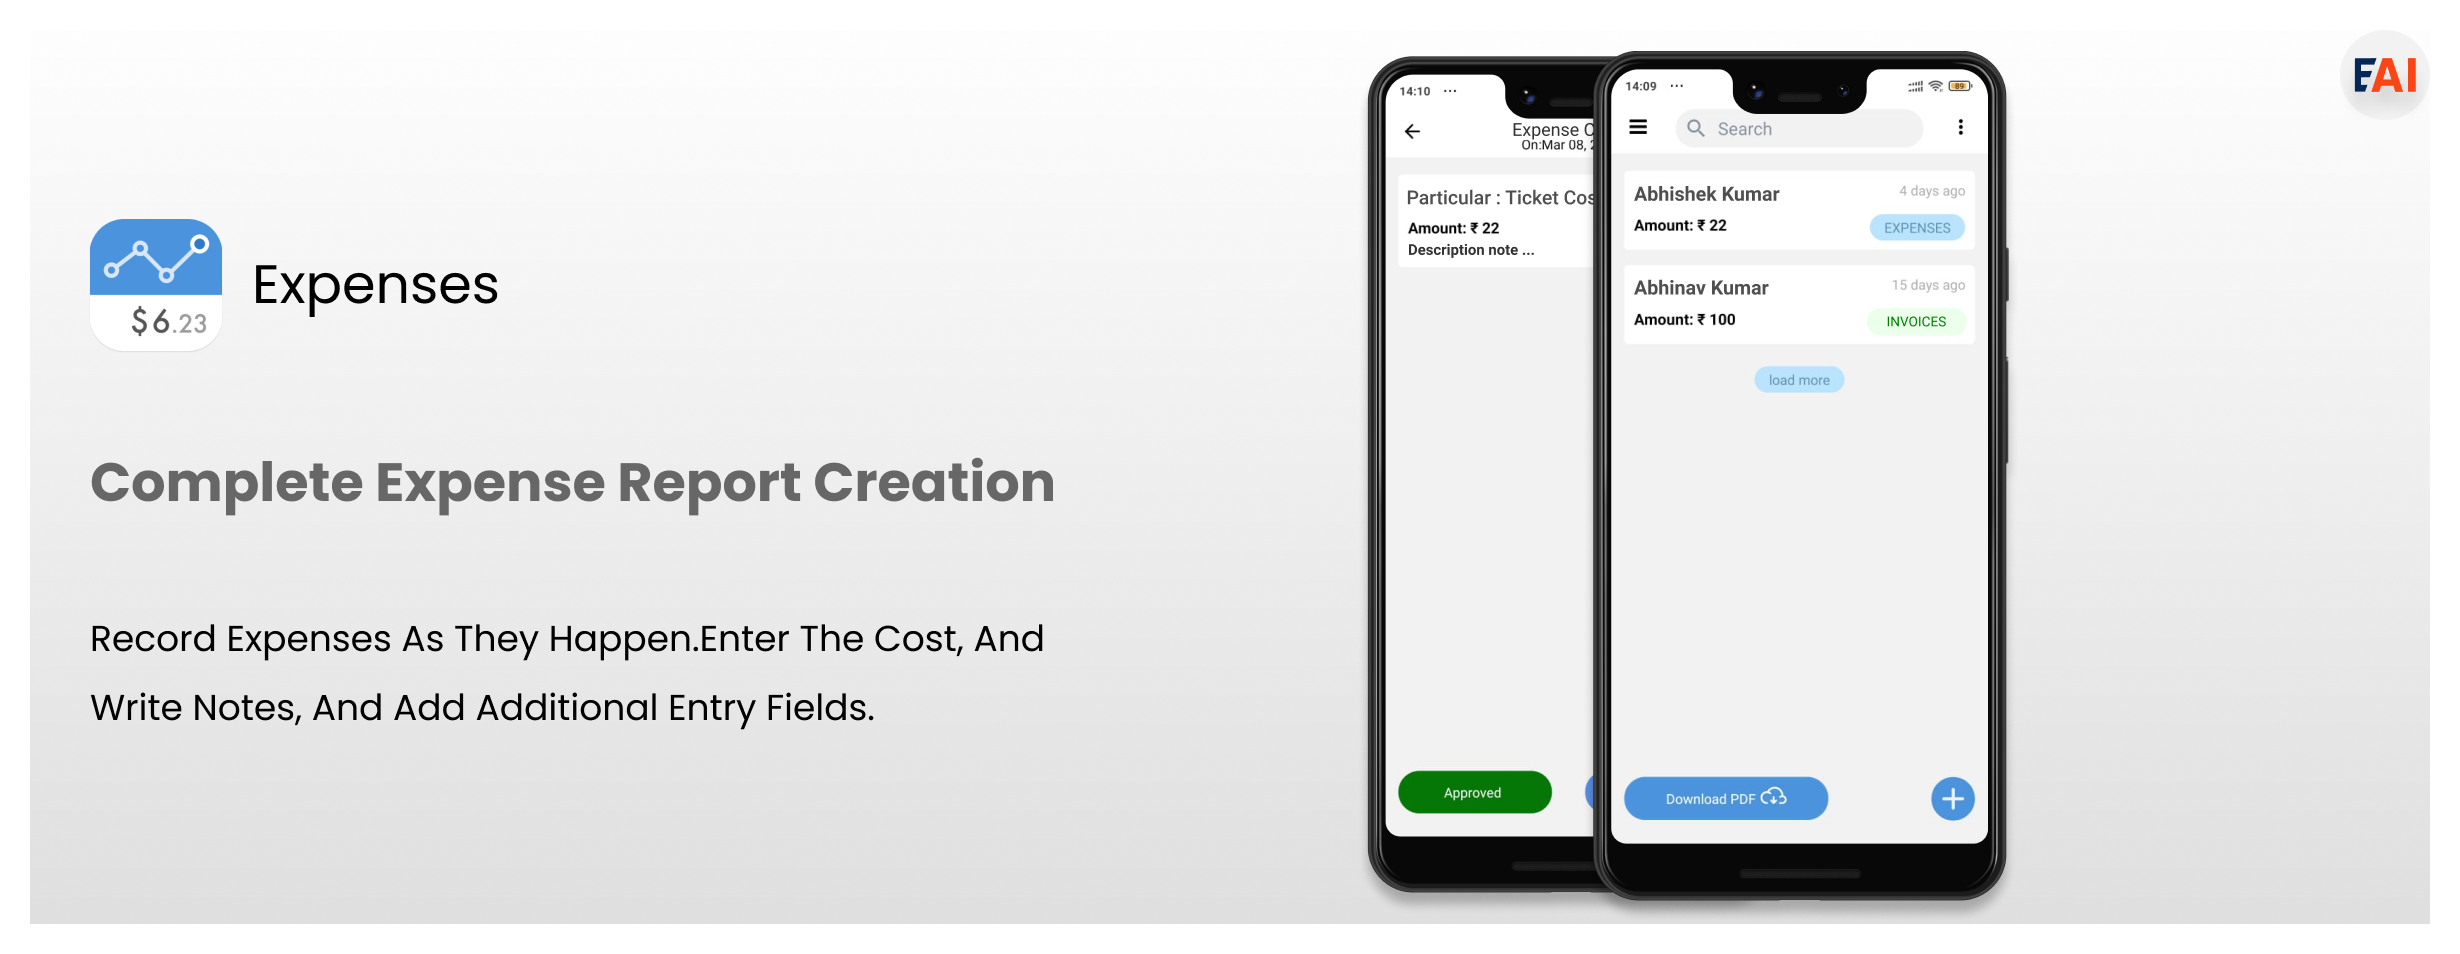 EAI
$6.23
Expenses
Complete Expense Report Creation
Record Expenses As They Happen.Enter The Cost, And
Write Notes, And Add Additional Entry Fields.
14:10 ...
Expense
On:Mar 08,
Particular : Ticket
Amount: ₹ 22
Description note ...
Approved
14:09 ...
89
Search
Abhishek Kumar
4 days ago
Amount: ₹ 22
EXPENSES
Abhinav Kumar
15 days ago
Amount: ₹ 100
INVOICES
load more
Download PDF